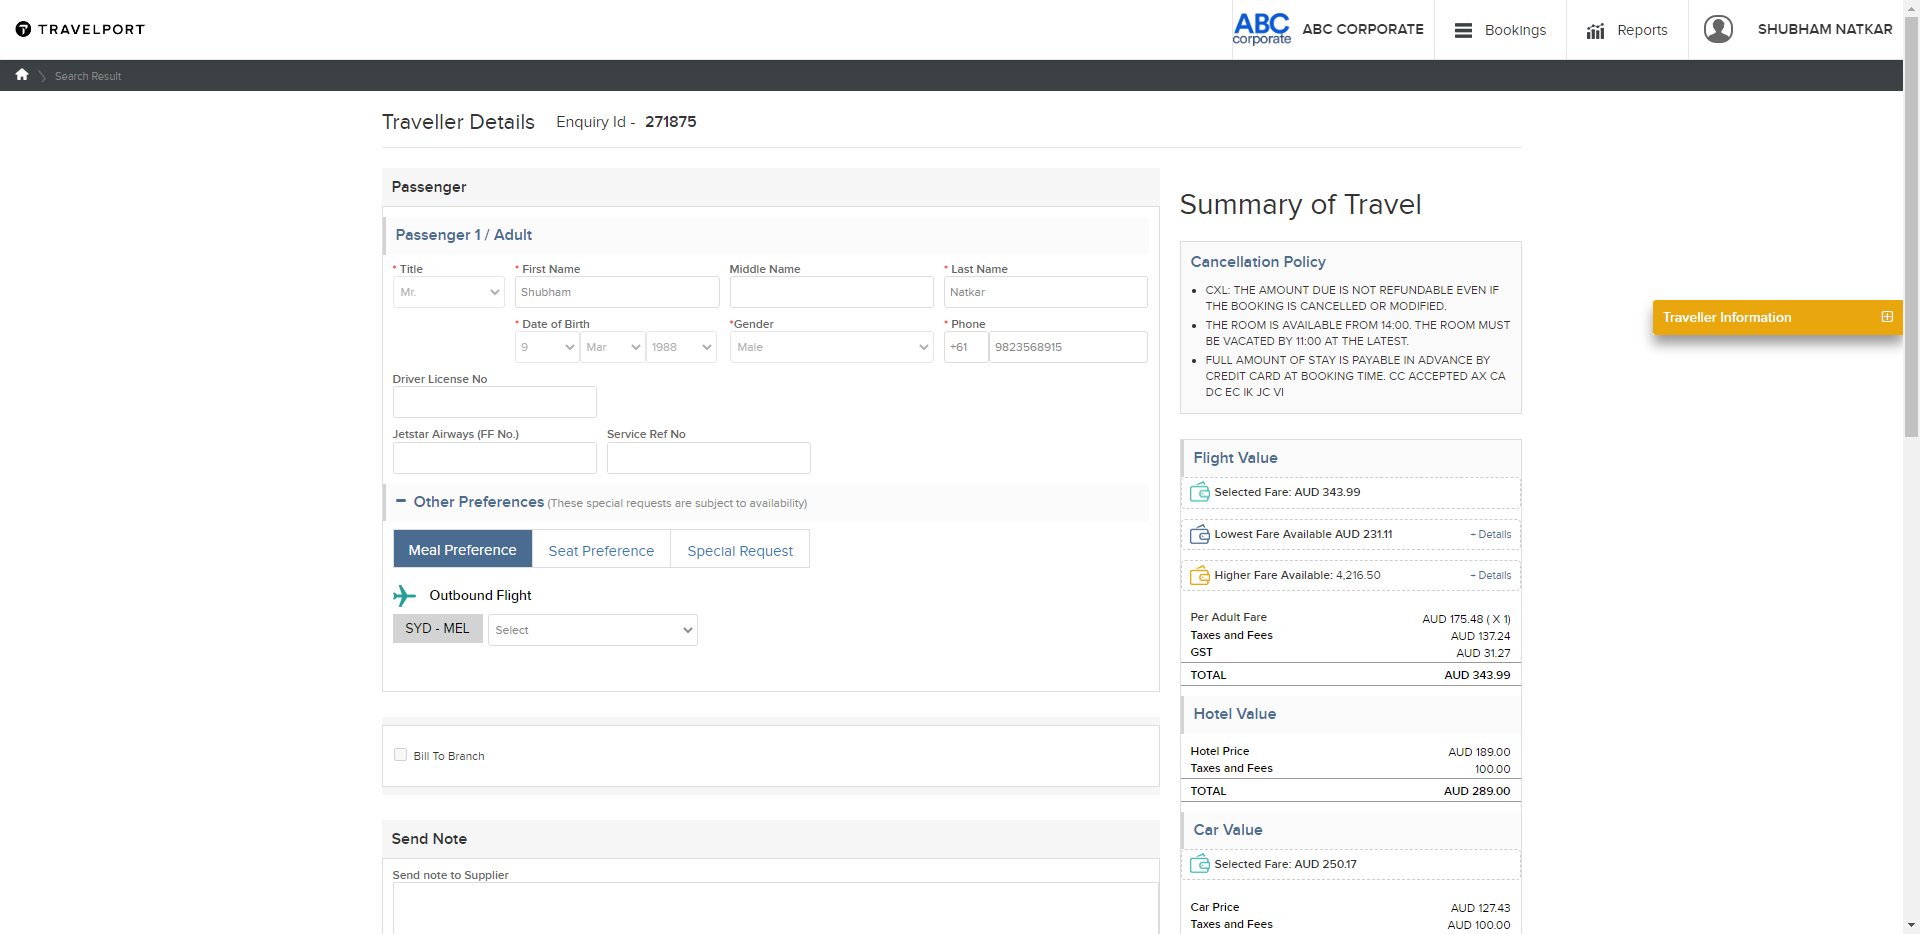 TRAVELPORT
ABC
corporate
ABC CORPORATE
Bookings
Reports
SHUBHAM NATKAR
Search Result
Traveller Details
Enquiry Id - 271875
Passenger
Passenger 1 / Adult
* Title
* First Name
Middle Name
* Last Name
Mr.
Shubham
Natkar
* Date of Birth
*Gender
* Phone
9
Mar
1988
Male
+61
9823568915
Driver License No
Jetstar Airways (FF No.)
Service Ref No
Other Preferences (These special requests are subject to availability)
Meal Preference
Seat Preference
Special Request
Outbound Flight
SYD - MEL
Select
Bill To Branch
Send Note
Send note to Supplier
Summary of Travel
Cancellation Policy
• CXL: THE AMOUNT DUE IS NOT REFUNDABLE EVEN IF
THE BOOKING IS CANCELLED OR MODIFIED.
• THE ROOM IS AVAILABLE FROM 14:00. THE ROOM MUST
BE VACATED BY 11:00 AT THE LATEST.
• FULL AMOUNT OF STAY IS PAYABLE IN ADVANCE BY
CREDIT CARD AT BOOKING TIME. CC ACCEPTED AX CA
DC EC IK JC VI
Flight Value
Selected Fare: AUD 343.99
Lowest Fare Available AUD 231.11
+ Details
Higher Fare Available: 4,216.50
+ Details
Per Adult Fare AUD 175.48 ( X 1)
Taxes and Fees AUD 137.24
GST AUD 31.27
TOTAL AUD 343.99
Hotel Value
Hotel Price AUD 189.00
Taxes and Fees 100.00
TOTAL AUD 289.00
Car Value
Selected Fare: AUD 250.17
Car Price AUD 127.43
Taxes and Fees AUD 100.00
Traveller Information